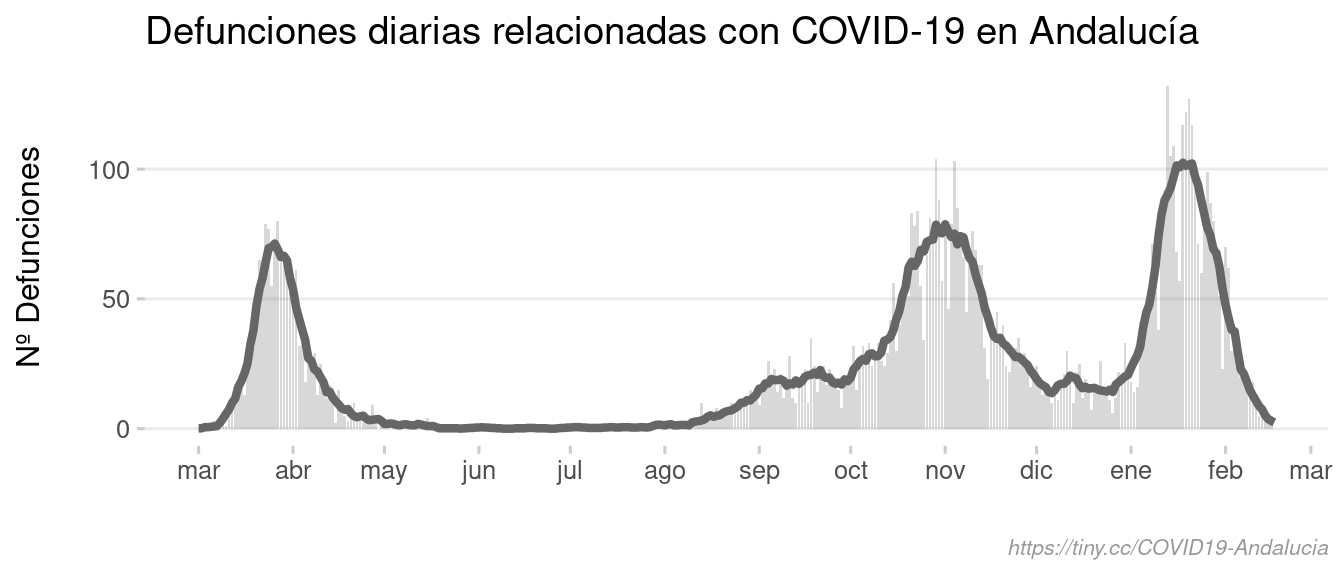 Defunciones diarias relacionadas con COVID-19 en Andalucía
Nº Defunciones
100
50
0
mar abr may jun jul ago sep oct nov dic ene feb mar
https://tiny.cc/COVID19-Andalucia